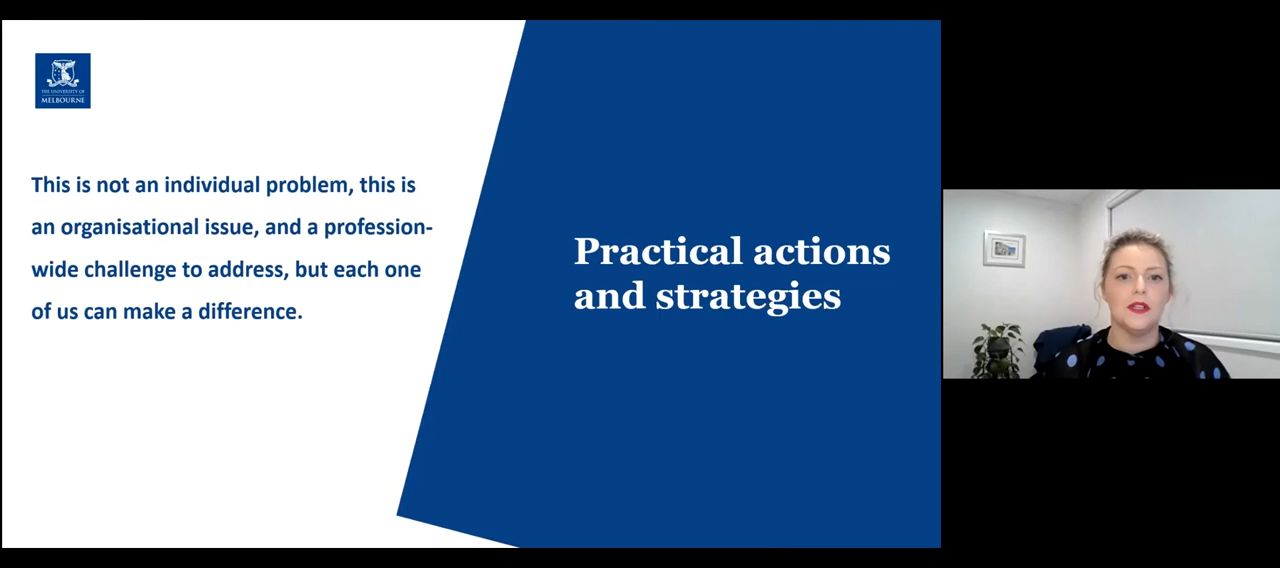 THE UNIVERSITY OF
MELBOURNE
This is not an individual problem, this is
an organisational issue, and a profession-
wide challenge to address, but each one
of us can make a difference.
Practical actions
and strategies